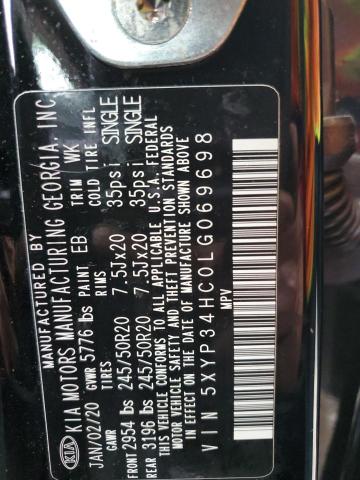 KIA
MANUFACTURED BY
KIA MOTORS MANUFACTURING GEORGIA, INC.
JAN/02/20 EB
GVWR 5776 lbs PAINT TRIM WK
GAWR TIRES RIMS COLD TIRE INFL
FRONT 2954 lbs 245/50R20 7.5Jx20 35psi SINGLE
REAR 3196 lbs 245/50R20 7.5Jx20 35psi SINGLE
THIS VEHICLE CONFORMS TO ALL APPLICABLE U.S.A. FEDERAL
MOTOR VEHICLE SAFETY AND THEFT PREVENTION STANDARDS
IN EFFECT ON THE DATE OF MANUFACTURE SHOWN ABOVE
VIN 5XYP34HC0LG069698
MPV